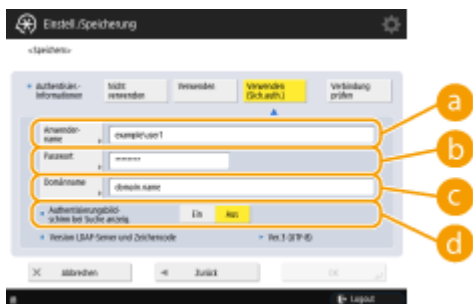 Einstell./Speicherung
<Speichern>
Authentisier.-
Informationen
Nicht
verwenden
Verwenden
Verwenden
(Sich.auth.)
Verbindung
prüfen
Anwender-
name
example\user1
a
Passwort
********
b
Domänname
domain.name
c
Authentisierungsbild-
schirm bei Suche anzeig.
Ein
Aus
d
Version LDAP-Server und Zeichencode
Ver.3 (UTF-8)
Abbrechen
Zurück
OK
Logout